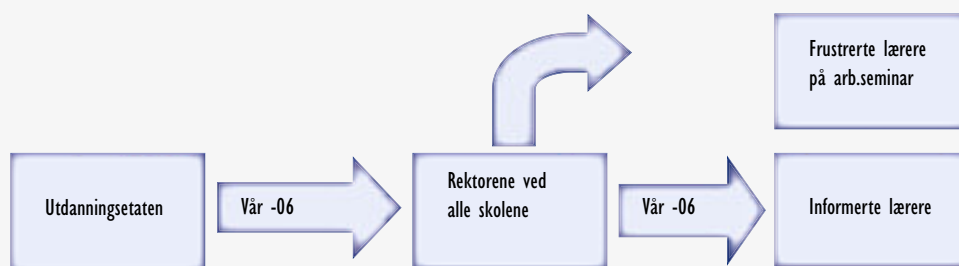 Frustrerte lærere
på arb.seminar
Utdanningsetaten
Vår -06
Rektorene ved
alle skolene
Vår -06
Informerte lærere